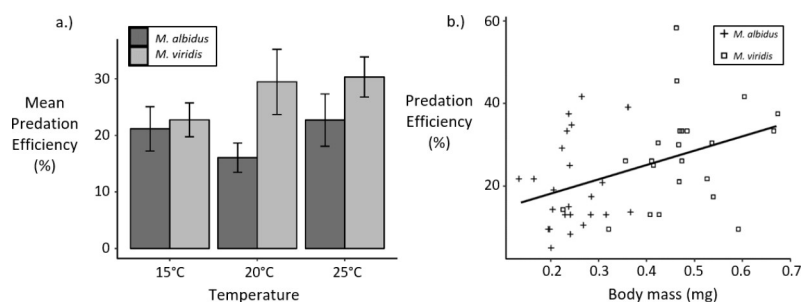 a.)
M. albidus
M. viridis
Mean
Predation
Efficiency
(%)
30
20
10
0
15°C
20°C
25°C
Temperature
b.)
M. albidus
M. viridis
Predation
Efficiency
(%)
60
40
20
0.2
0.3
0.4
0.5
0.6
0.7
Body mass (mg)